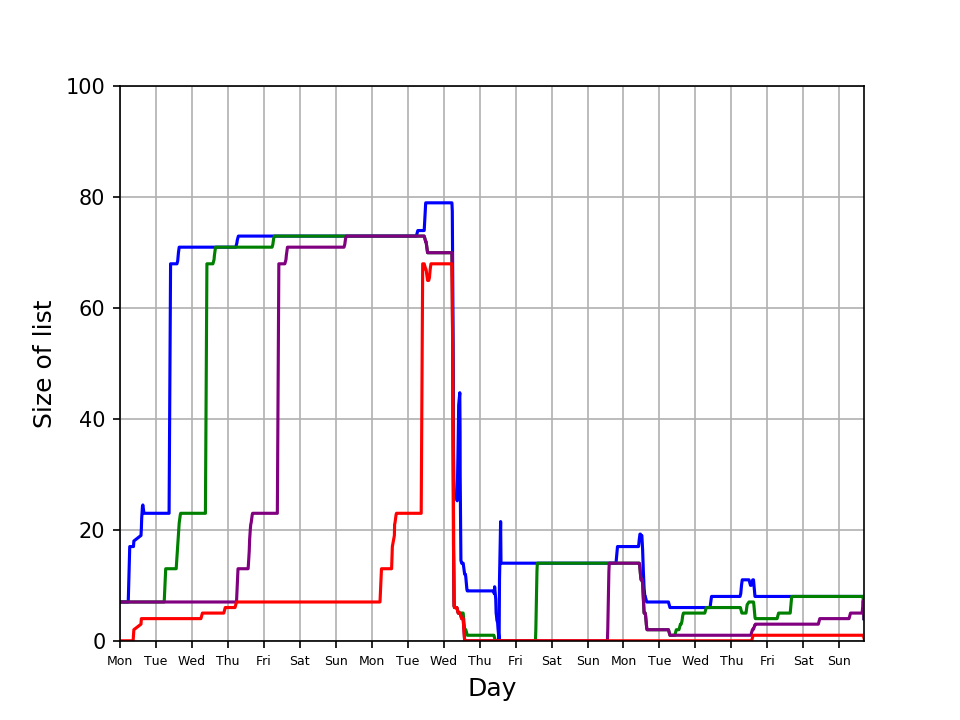 100
80
60
40
20
0
Size of list
Mon Tue Wed Thu Fri Sat Sun Mon Tue Wed Thu Fri Sat Sun Mon Tue Wed Thu Fri Sat Sun
Day